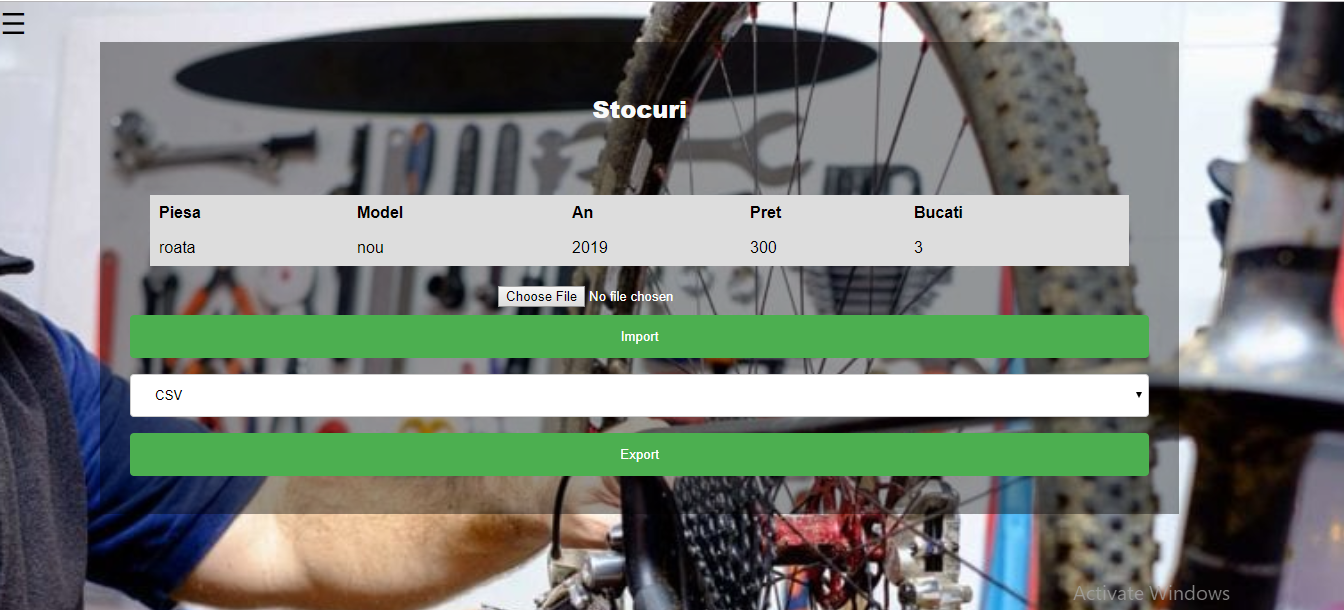 ☰
Stocuri
Piesa Model An Pret Bucati
roata nou 2019 300 3
Choose File No file chosen
Import
CSV
Export
Activate Windows